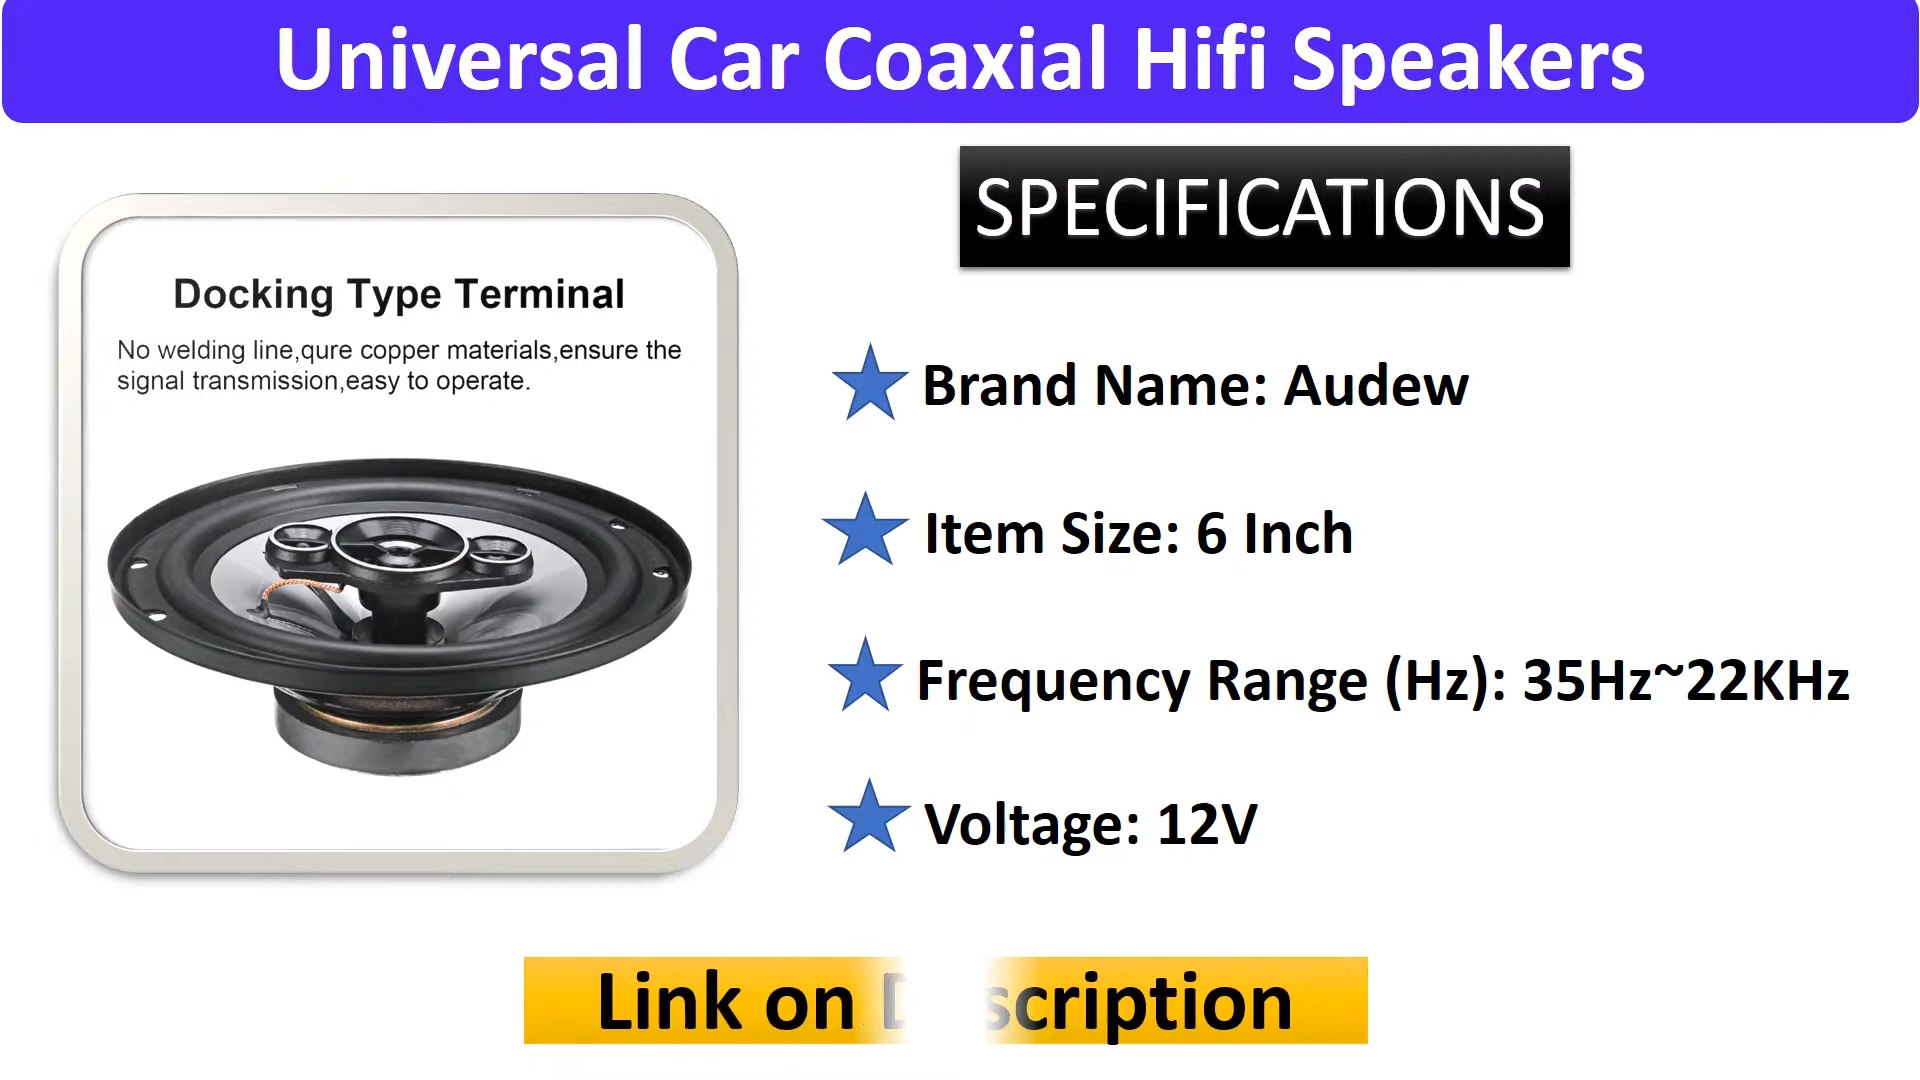 Universal Car Coaxial Hifi Speakers
SPECIFICATIONS
Docking Type Terminal
No welding line,qure copper materials,ensure the
signal transmission,easy to operate.
Brand Name: Audew
Item Size: 6 Inch
Frequency Range (Hz): 35Hz~22KHz
Voltage: 12V
Link on